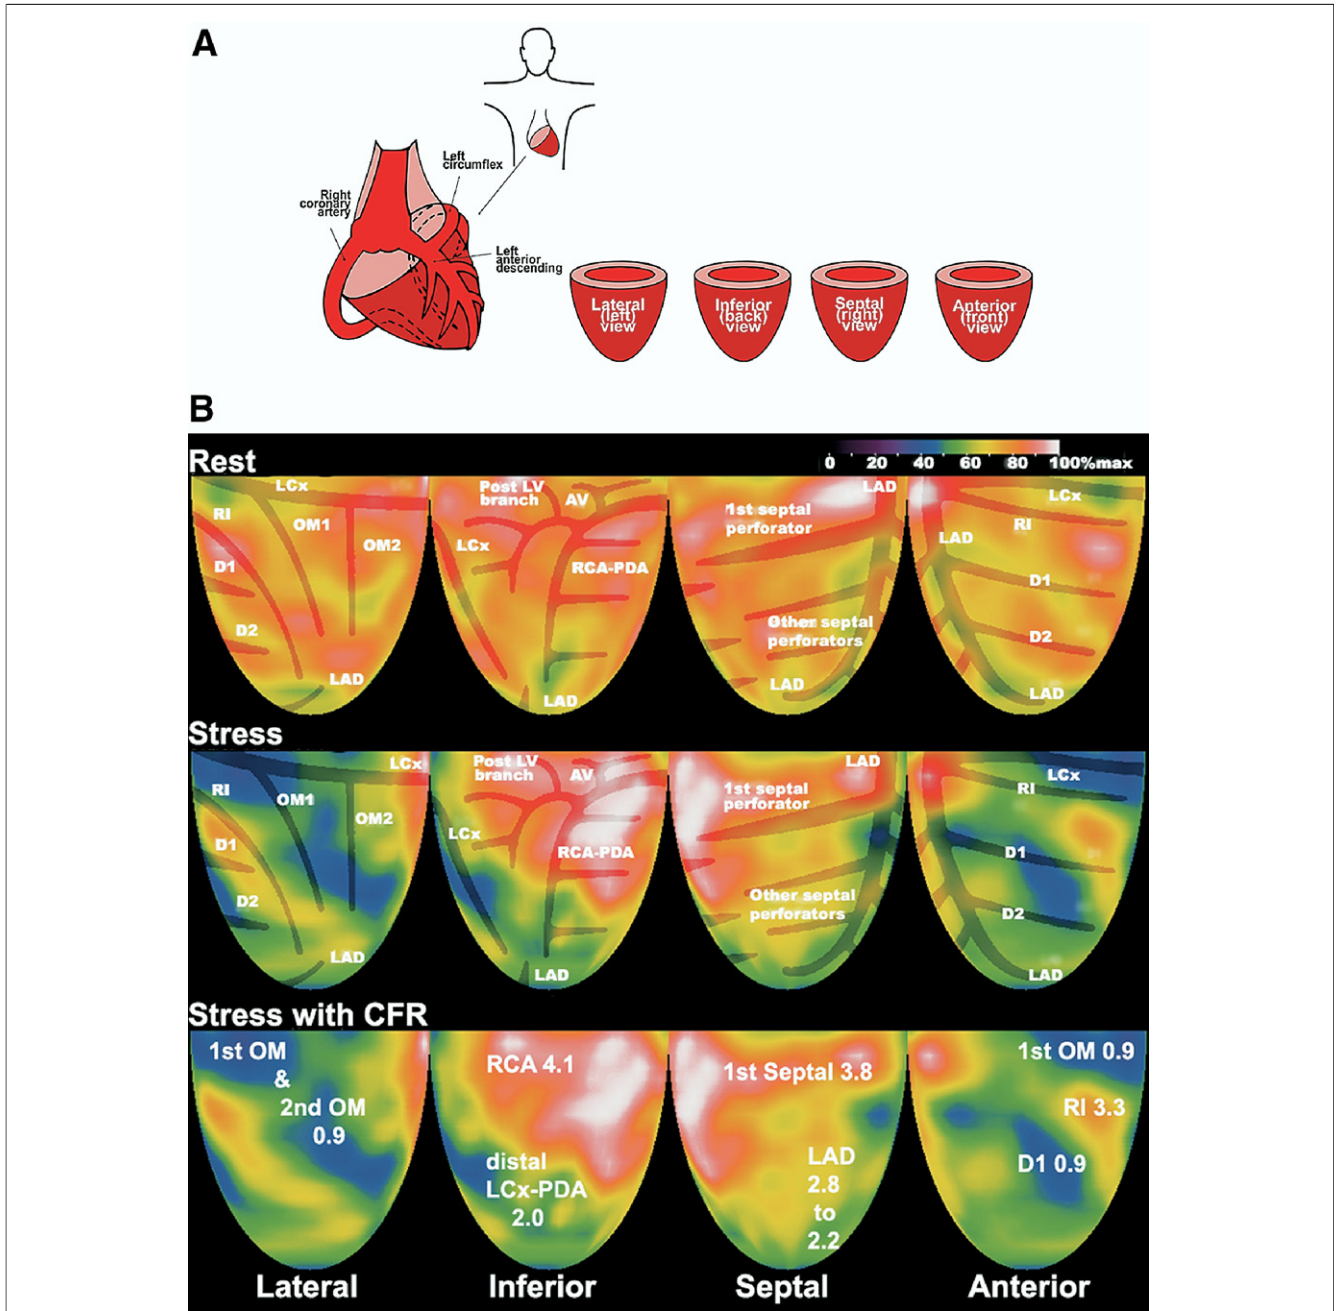 A
Left
circumflex
Right
coronary
artery
Left
anterior
descending
Lateral
(left)
view
Inferior
(back)
view
Septal
(right)
view
Anterior
(front)
view
B
Rest
0 20 40 60 80 100%max
LCx
RI
OM1
OM2
D1
D2
LAD
Post LV
branch
AV
LCx
RCA-PDA
LAD
LAD
1st septal
perforator
Other septal
perforators
LAD
LCx
RI
LAD
D1
D2
LAD
Stress
LCx
RI
OM1
OM2
D1
D2
LAD
Post LV
branch
AV
LCx
RCA-PDA
LAD
LAD
1st septal
perforator
Other septal
perforators
LCx
RI
D1
D2
LAD
Stress with CFR
1st OM
&
2nd OM
0.9
RCA 4.1
distal
LCx-PDA
2.0
1st Septal 3.8
LAD
2.8
to
2.2
1st OM 0.9
RI 3.3
D1 0.9
Lateral
Inferior
Septal
Anterior